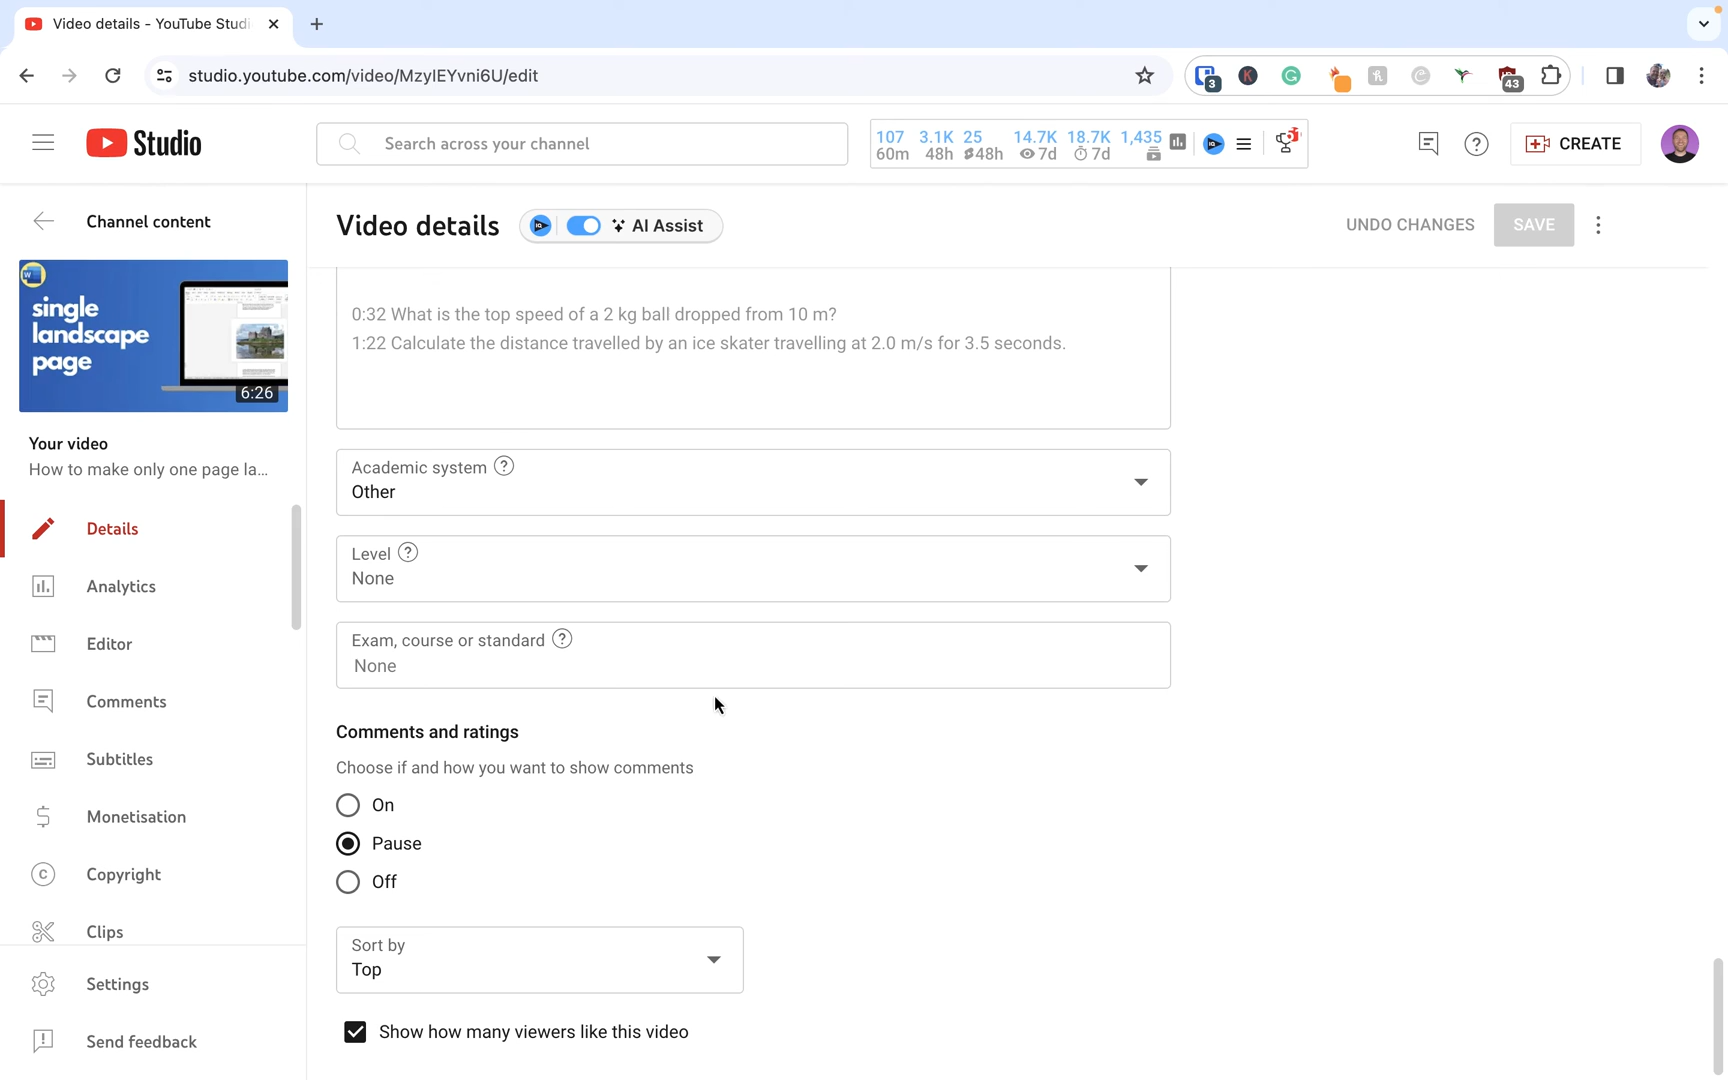 Video details - YouTube Studi
studio.youtube.com/video/MzylEYvni6U/edit
3
43
Studio
Search across your channel
107 3.1K 25 14.7K 18.7K 1,435
60m 48h 48h 7d 7d
CREATE
Channel content
Video details
AI Assist
UNDO CHANGES
SAVE
single
landscape
page
6:26
Your video
How to make only one page la...
Details
Analytics
Editor
Comments
Subtitles
Monetisation
Copyright
Clips
Settings
Send feedback
0:32 What is the top speed of a 2 kg ball dropped from 10 m?
1:22 Calculate the distance travelled by an ice skater travelling at 2.0 m/s for 3.5 seconds.
Academic system
Other
Level
None
Exam, course or standard
None
Comments and ratings
Choose if and how you want to show comments
On
Pause
Off
Sort by
Top
Show how many viewers like this video